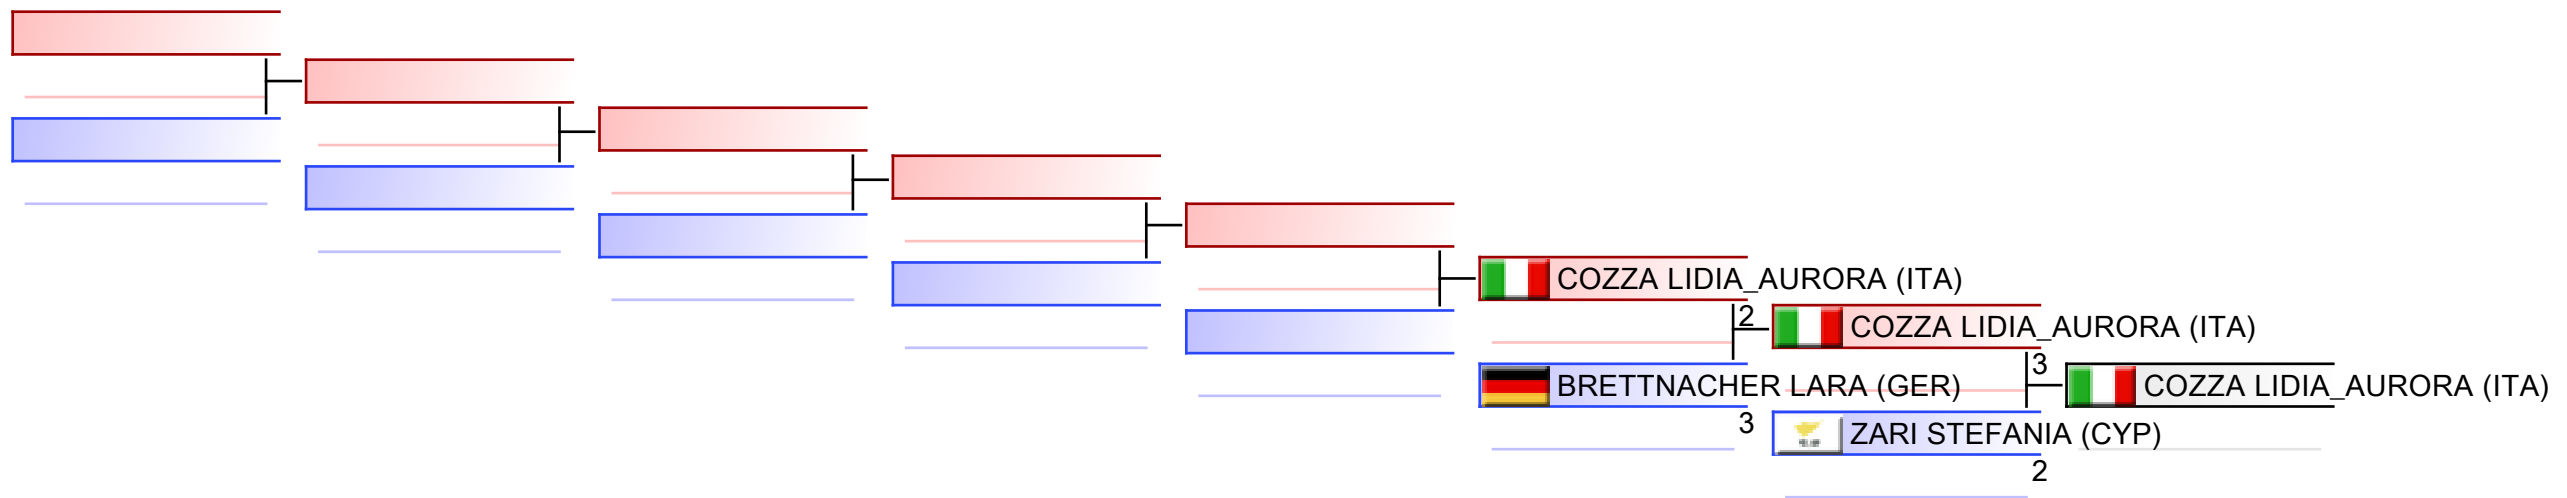 COZZA LIDIA_AURORA (ITA)
2
BRETTNACHER LARA (GER)
3
COZZA LIDIA_AURORA (ITA)
3
ZARI STEFANIA (CYP)
2
COZZA LIDIA_AURORA (ITA)